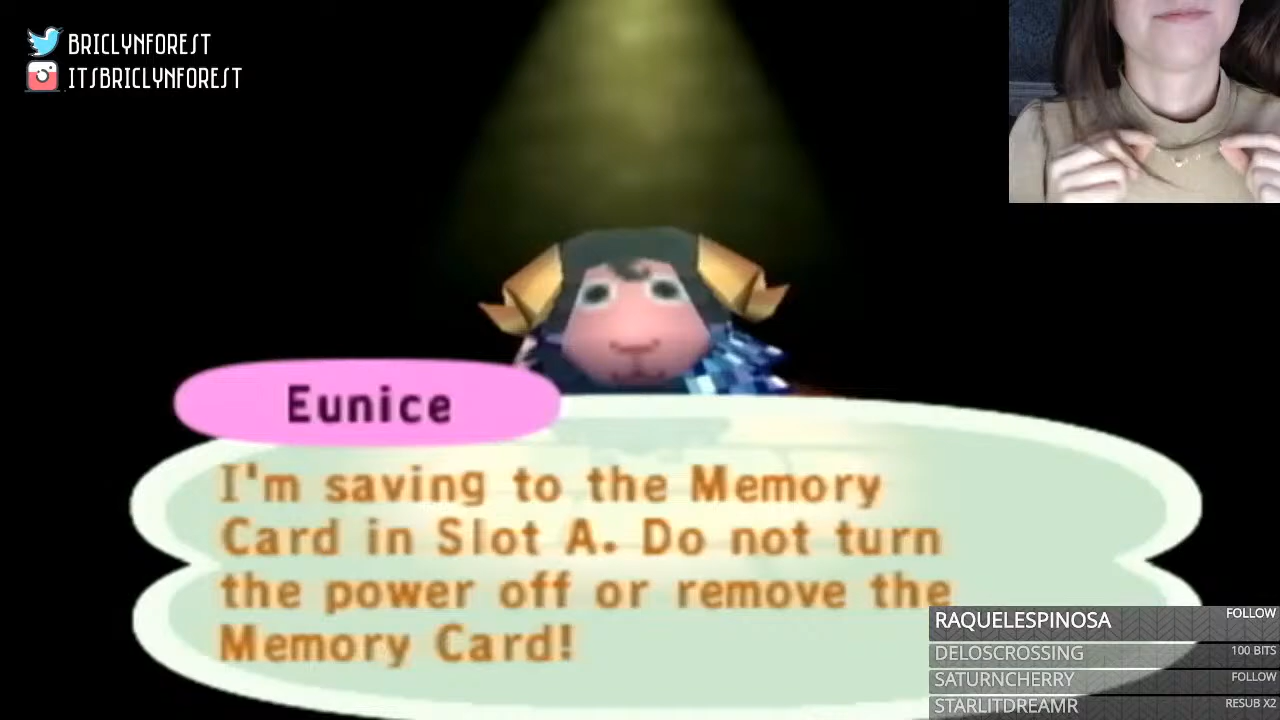 BRICLYNFOREST
ITSBRICLYNFOREST
Eunice
I'm saving to the Memory
Card in Slot A. Do not turn
the power off or remove the
Memory Card!
RAQUELESPINOSA FOLLOW
DELOSCROSSING 100 BITS
SATURNCHERRY FOLLOW
STARLITDREAMR RESUB X2